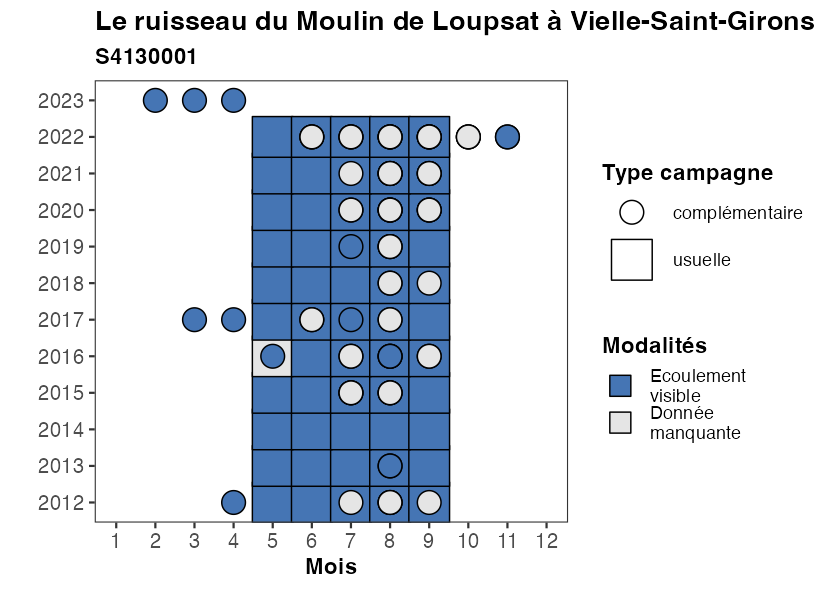 Le ruisseau du Moulin de Loupsat à Vielle-Saint-Girons
S4130001
2023
2022
2021
2020
2019
2018
2017
2016
2015
2014
2013
2012
1 2 3 4 5 6 7 8 9 10 11 12
Mois
Type campagne
complémentaire
usuelle
Modalités
Ecoulement
visible
Donnée
manquante